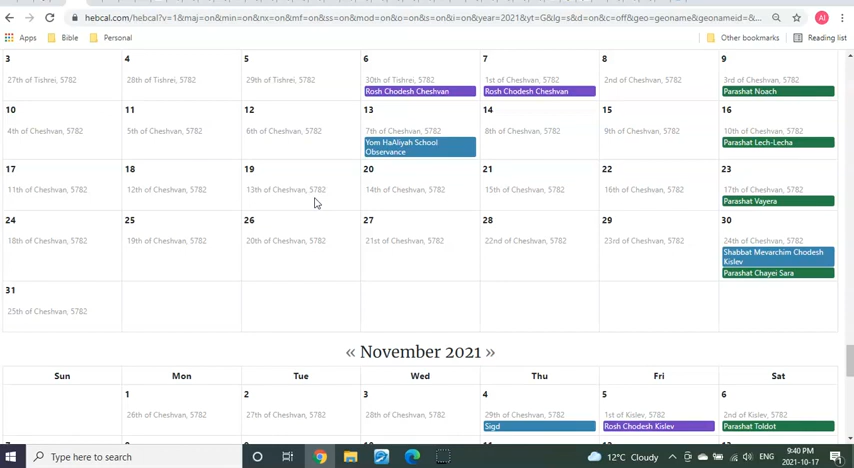 hebcal.com/hebcal?v=1&maj=on&min=on&nx=on&mf=on&ss=on&mod=on&o=on&s=on&i=on&year=2021&yt=G&lg=s&d=on&c=off&geo=geoname&geonameid=&...
AI
Apps Bible Personal Other bookmarks Reading list
3 4 5 6 7 8 9
27th of Tishrei, 5782 28th of Tishrei, 5782 29th of Tishrei, 5782 30th of Tishrei, 5782 1st of Cheshvan, 5782 2nd of Cheshvan, 5782 3rd of Cheshvan, 5782
Rosh Chodesh Cheshvan Rosh Chodesh Cheshvan Parashat Noach
10 11 12 13 14 15 16
4th of Cheshvan, 5782 5th of Cheshvan, 5782 6th of Cheshvan, 5782 7th of Cheshvan, 5782 8th of Cheshvan, 5782 9th of Cheshvan, 5782 10th of Cheshvan, 5782
Yom HaAliyah School Parashat Lech-Lecha
Observance
17 18 19 20 21 22 23
11th of Cheshvan, 5782 12th of Cheshvan, 5782 13th of Cheshvan, 5782 14th of Cheshvan, 5782 15th of Cheshvan, 5782 16th of Cheshvan, 5782 17th of Cheshvan, 5782
Parashat Vayera
24 25 26 27 28 29 30
18th of Cheshvan, 5782 19th of Cheshvan, 5782 20th of Cheshvan, 5782 21st of Cheshvan, 5782 22nd of Cheshvan, 5782 23rd of Cheshvan, 5782 24th of Cheshvan, 5782
Shabbat Mevarchim Chodesh
Kislev
Parashat Chayei Sara
31
25th of Cheshvan, 5782
« November 2021 »
Sun Mon Tue Wed Thu Fri Sat
1 2 3 4 5 6
26th of Cheshvan, 5782 27th of Cheshvan, 5782 28th of Cheshvan, 5782 29th of Cheshvan, 5782 1st of Kislev, 5782 2nd of Kislev, 5782
Sigd Rosh Chodesh Kislev Parashat Toldot
Type here to search 12°C Cloudy ENG 9:40 PM
2021-10-17